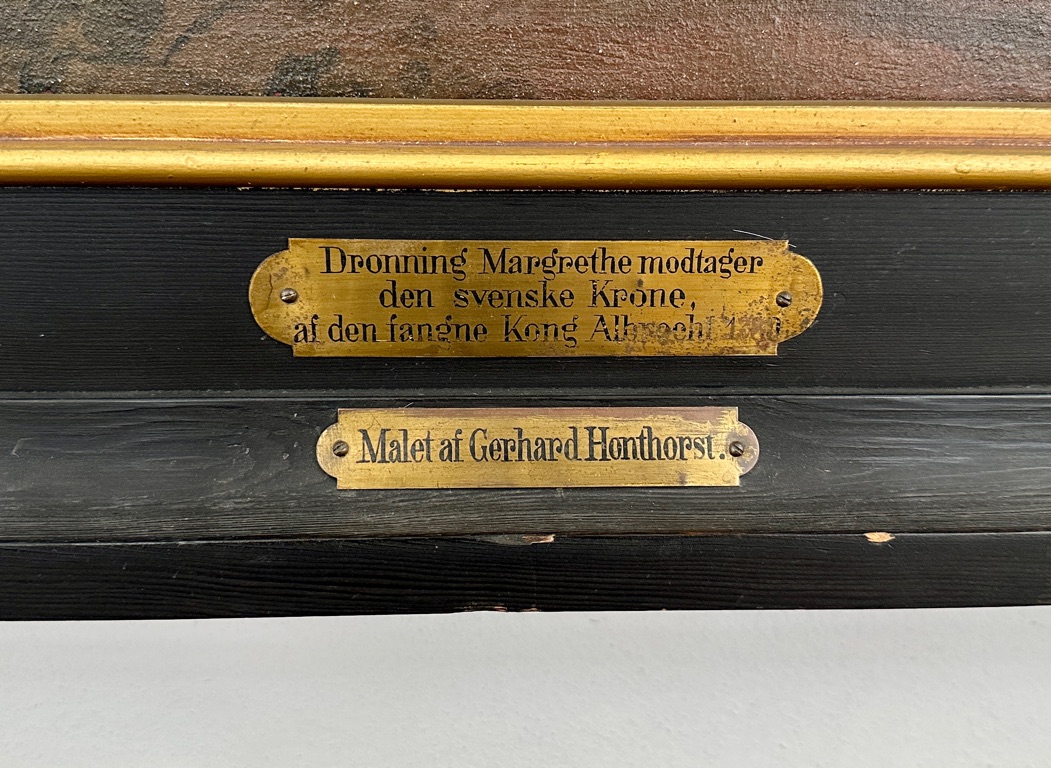 Dronning Margrethe modtager
den svenske Krone,
af den fangne Kong Albrecht
Malet af Gerhard Honthorst.